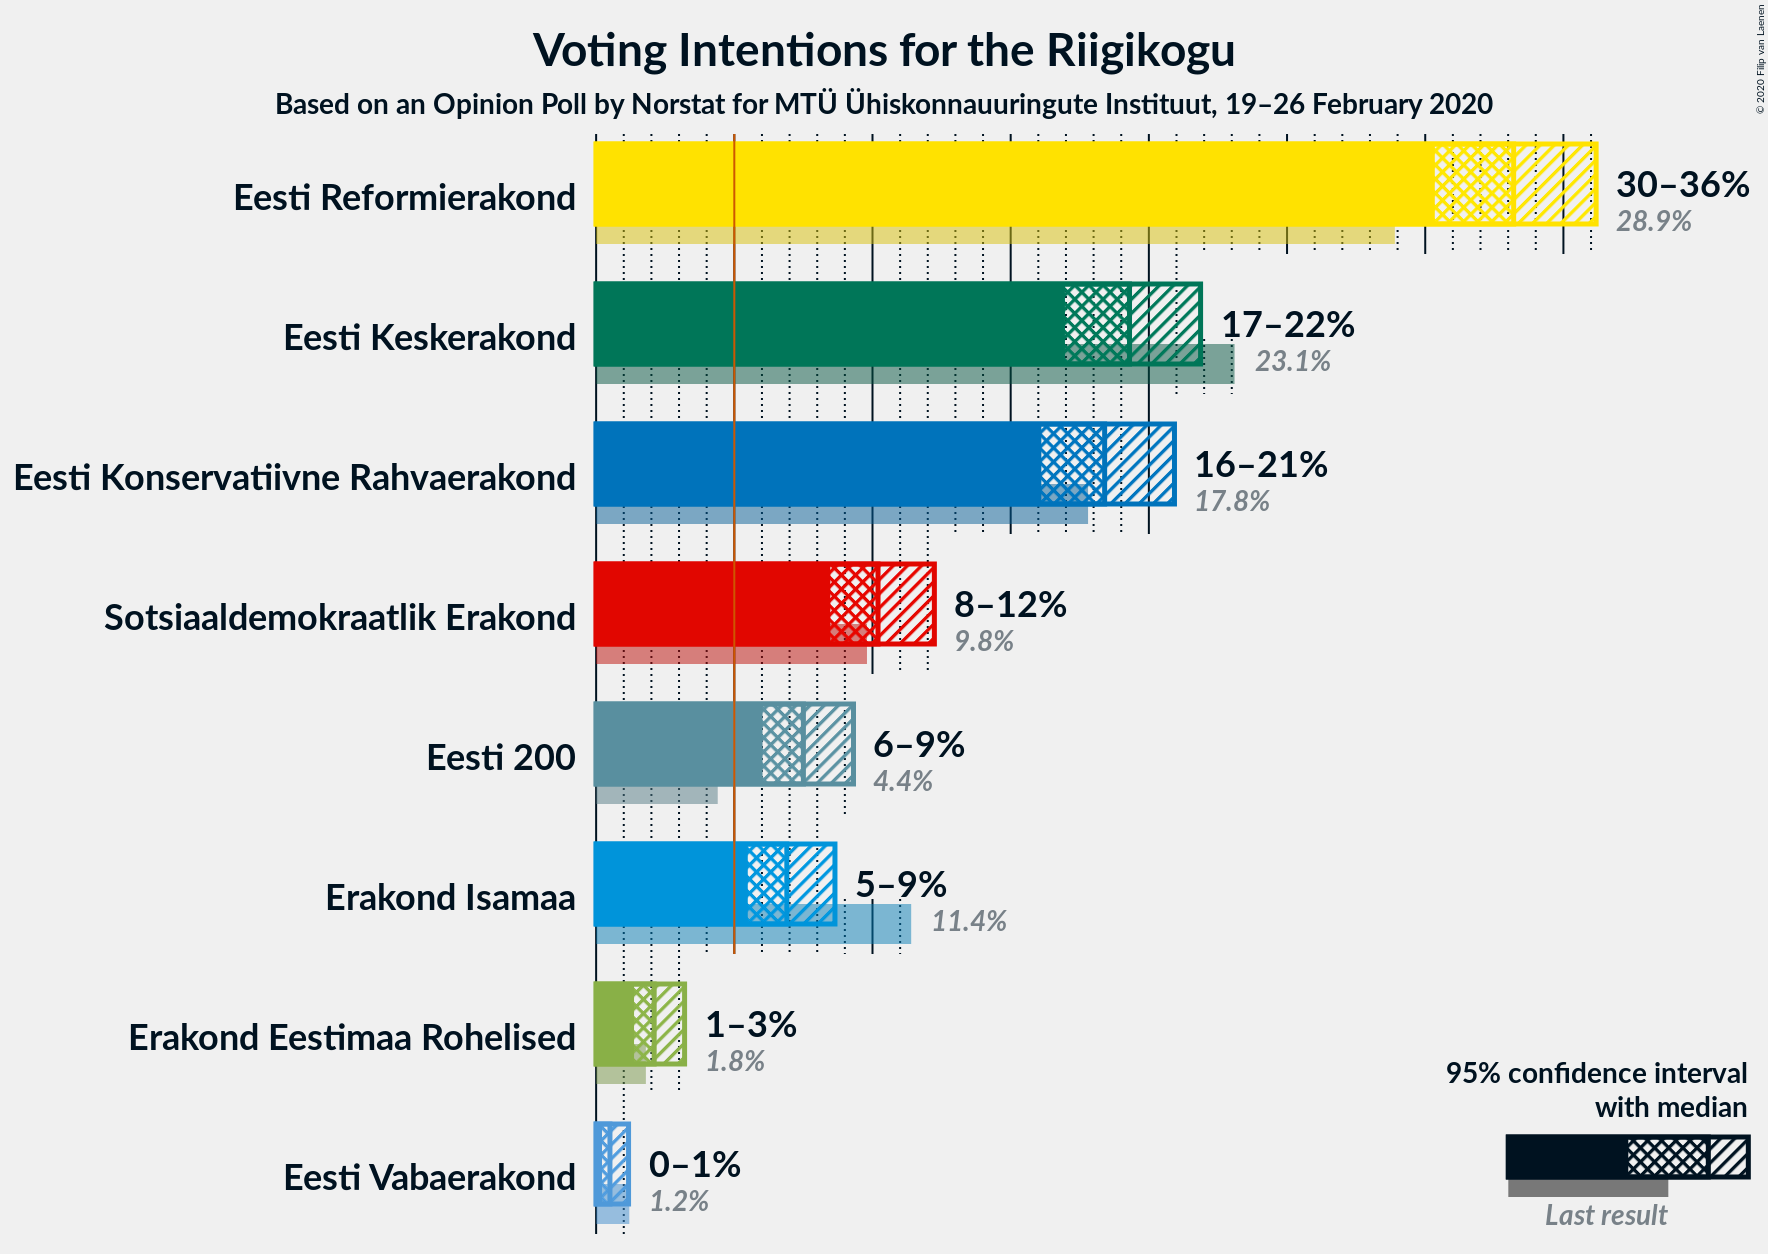 Voting Intentions for the Riigikogu
Based on an Opinion Poll by Norstat for MTÜ Ühiskonnauuringute Instituut, 19–26 February 2020
© 2020 Filip van Laenen
Eesti Reformierakond
30–36%
28.9%
Eesti Keskerakond
17–22%
23.1%
Eesti Konservatiivne Rahvaerakond
16–21%
17.8%
Sotsiaaldemokraatlik Erakond
8–12%
9.8%
Eesti 200
6–9%
4.4%
Erakond Isamaa
5–9%
11.4%
Erakond Eestimaa Rohelised
1–3%
1.8%
Eesti Vabaerakond
0–1%
1.2%
95% confidence interval
with median
Last result